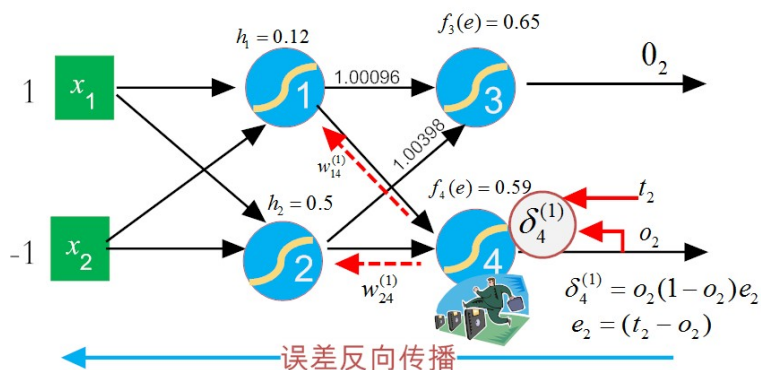 h₁ = 0.12
f₃(e) = 0.65
1
x₁
1
1.00096
3
0₂
w₁₄⁽¹⁾
1.00398
h₂ = 0.5
f₄(e) = 0.59
t₂
δ₄⁽¹⁾
o₂
-1
x₂
2
w₂₄⁽¹⁾
4
δ₄⁽¹⁾ = o₂(1−o₂)e₂
e₂ = (t₂ − o₂)
误差反向传播